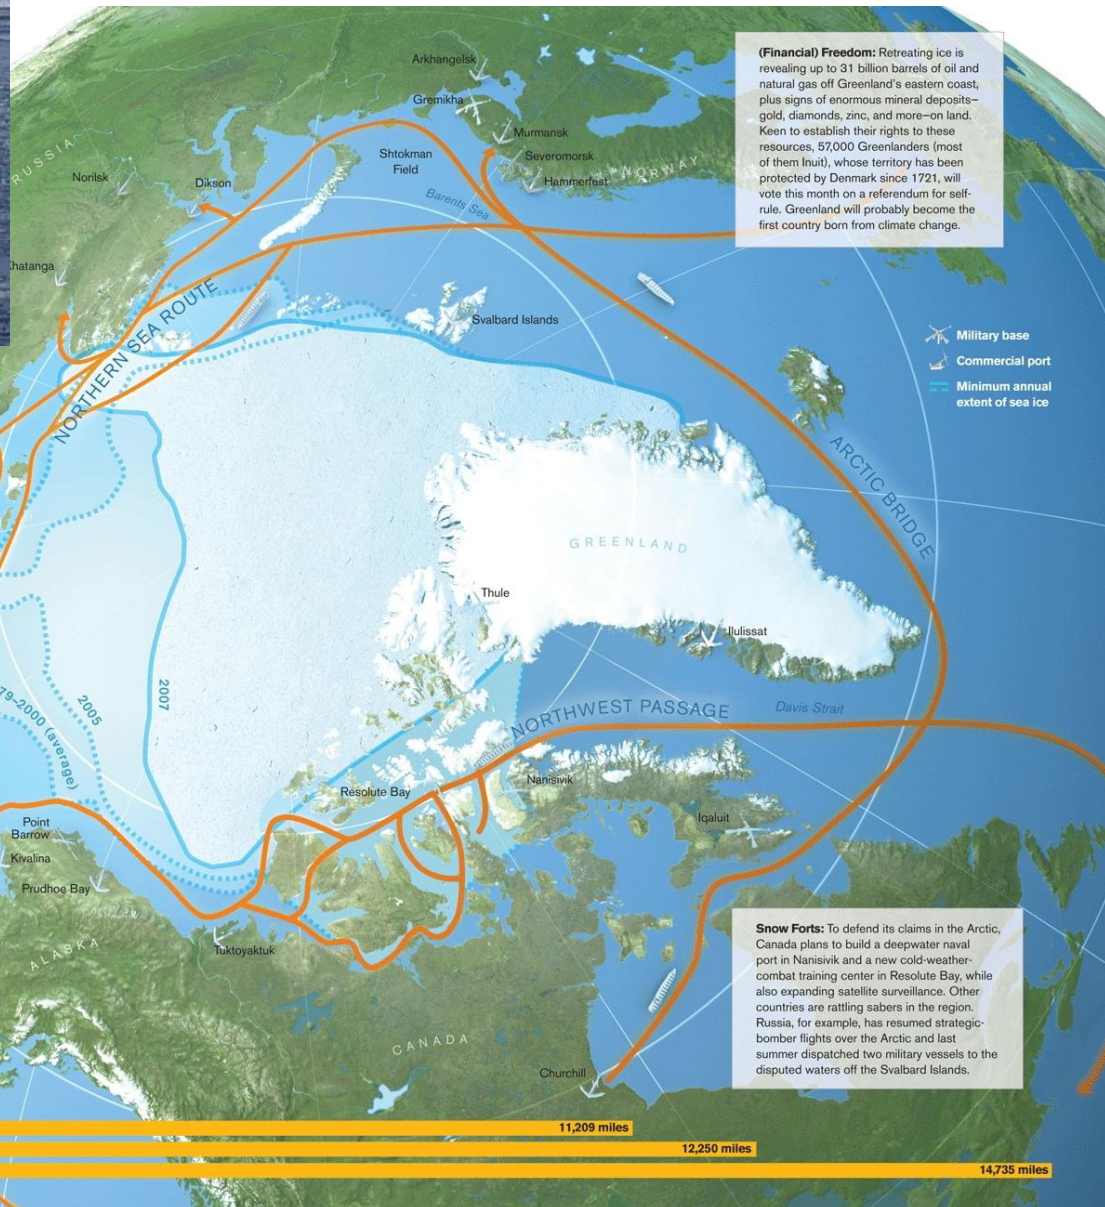 Arkhangelsk
Gremikha
Murmansk
Severomorsk
NORWAY
Hammerfest
Shtokman
Field
Barents Sea
RUSSIA
Norilsk
Dikson
Khatanga
NORTHERN SEA ROUTE
Svalbard Islands
(Financial) Freedom: Retreating ice is
revealing up to 31 billion barrels of oil and
natural gas off Greenland's eastern coast,
plus signs of enormous mineral deposits—
gold, diamonds, zinc, and more—on land.
Keen to establish their rights to these
resources, 57,000 Greenlanders (most
of them Inuit), whose territory has been
protected by Denmark since 1721, will
vote this month on a referendum for self-
rule. Greenland will probably become the
first country born from climate change.
Military base
Commercial port
Minimum annual
extent of sea ice
ARCTIC BRIDGE
GREENLAND
Thule
Ilulissat
Davis Strait
NORTHWEST PASSAGE
2007
2005
79–2000 (average)
Nanisivik
Resolute Bay
Iqaluit
Point
Barrow
Kivalina
Prudhoe Bay
Tuktoyaktuk
ALASKA
CANADA
Churchill
Snow Forts: To defend its claims in the Arctic,
Canada plans to build a deepwater naval
port in Nanisivik and a new cold-weather-
combat training center in Resolute Bay, while
also expanding satellite surveillance. Other
countries are rattling sabers in the region.
Russia, for example, has resumed strategic-
bomber flights over the Arctic and last
summer dispatched two military vessels to the
disputed waters off the Svalbard Islands.
11,209 miles
12,250 miles
14,735 miles